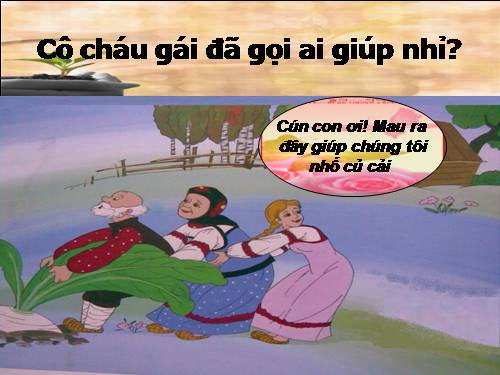 Cô cháu gái đã gọi ai giúp nhỉ?
Cún con ơi! Mau ra
đây giúp chúng tôi
nhổ củ cải